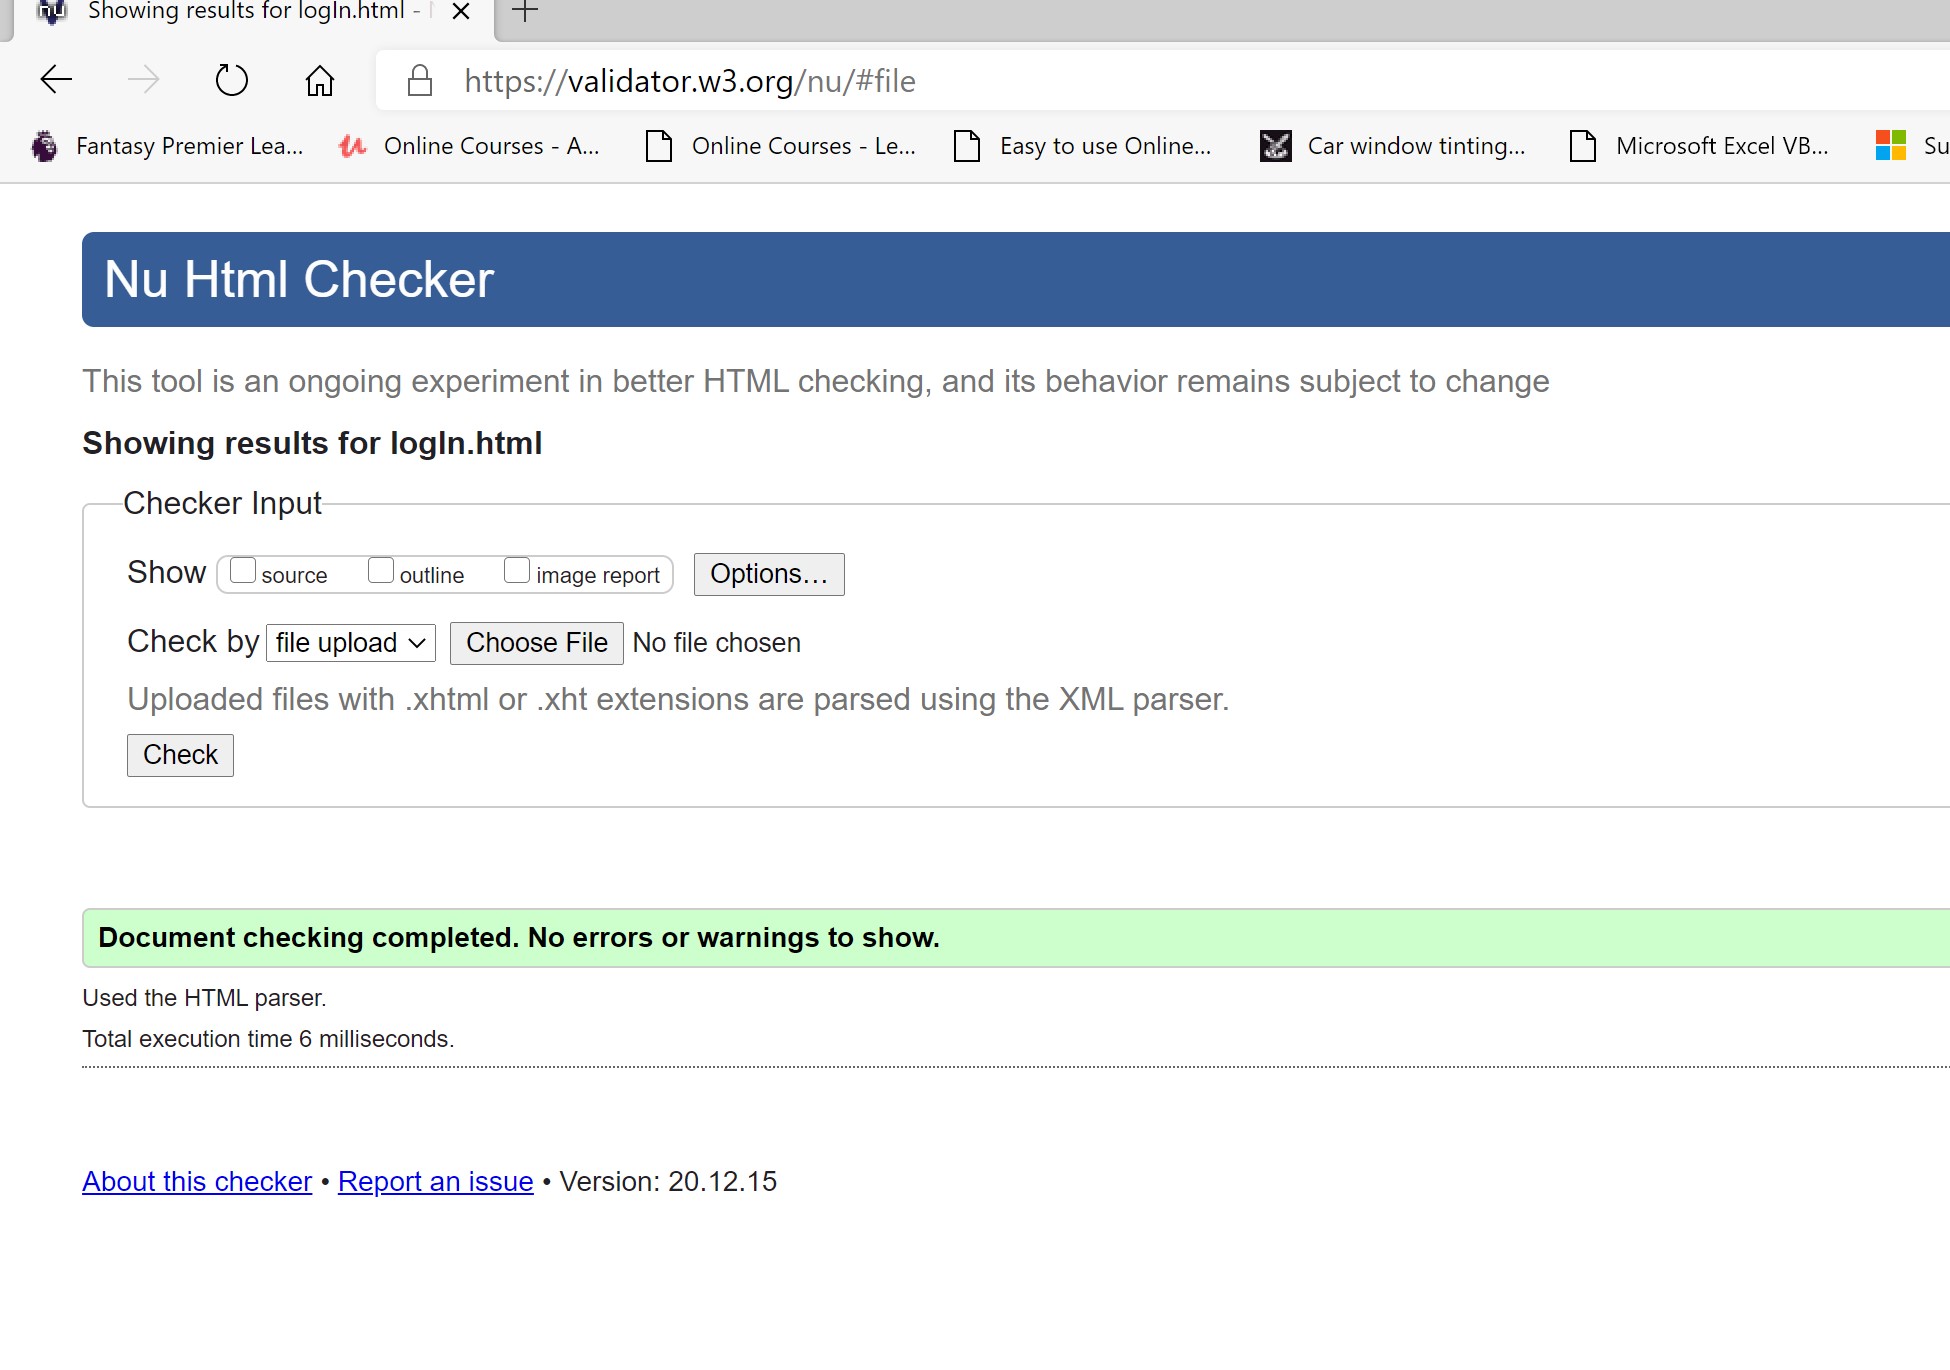 Showing results for logIn.html -
https://validator.w3.org/nu/#file
Fantasy Premier Lea... Online Courses - A... Online Courses - Le... Easy to use Online... Car window tinting... Microsoft Excel VB... Su
Nu Html Checker
This tool is an ongoing experiment in better HTML checking, and its behavior remains subject to change
Showing results for logIn.html
Checker Input
Show source outline image report Options...
Check by file upload Choose File No file chosen
Uploaded files with .xhtml or .xht extensions are parsed using the XML parser.
Check
Document checking completed. No errors or warnings to show.
Used the HTML parser.
Total execution time 6 milliseconds.
About this checker • Report an issue • Version: 20.12.15